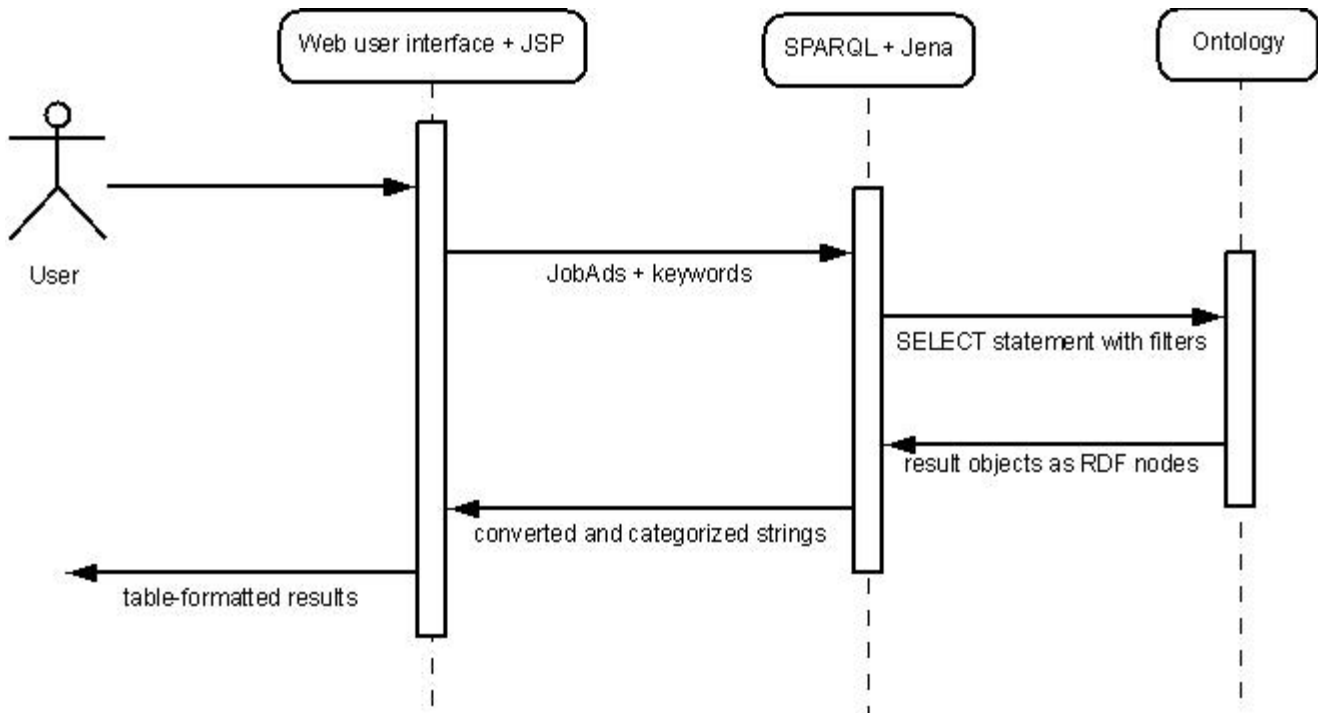 Web user interface + JSP
SPARQL + Jena
Ontology
User
JobAds + keywords
SELECT statement with filters
result objects as RDF nodes
converted and categorized strings
table-formatted results